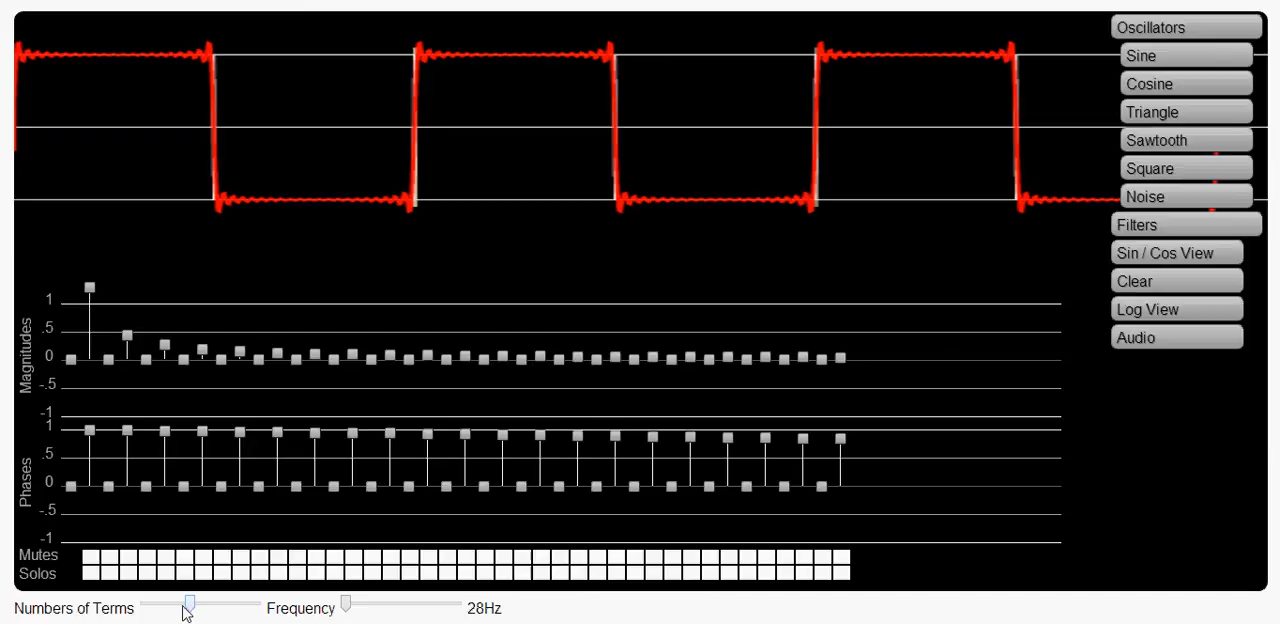 Oscillators
Sine
Cosine
Triangle
Sawtooth
Square
Noise
Filters
Sin / Cos View
Clear
Log View
Audio
Magnitudes
1
.5
0
-.5
-1
Phases
1
.5
0
-.5
-1
Mutes
Solos
Numbers of Terms Frequency 28Hz